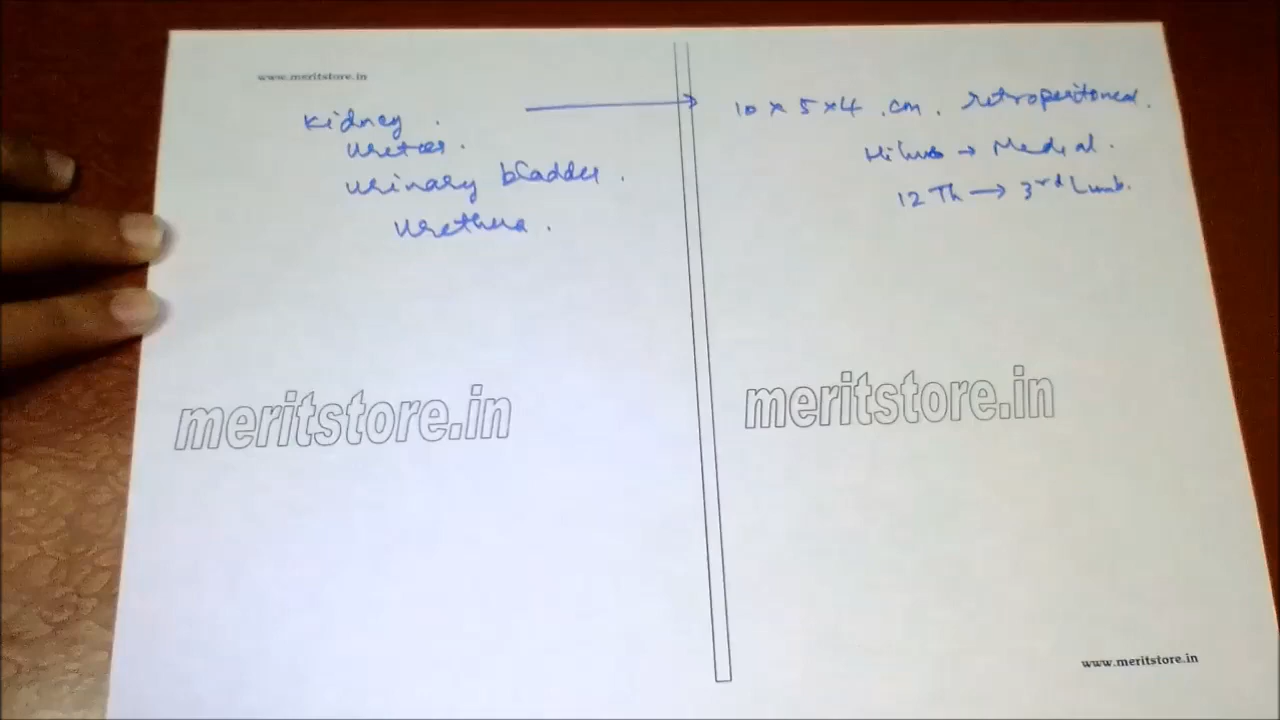 www.meritstore.in
Kidney.
Ureter.
Urinary bladder.
Urethra.
10 x 5 x 4 .cm. retroperitoneal.
Hilus → Medial.
12 Th → 3rd Lumb.
meritstore.in
meritstore.in
www.meritstore.in